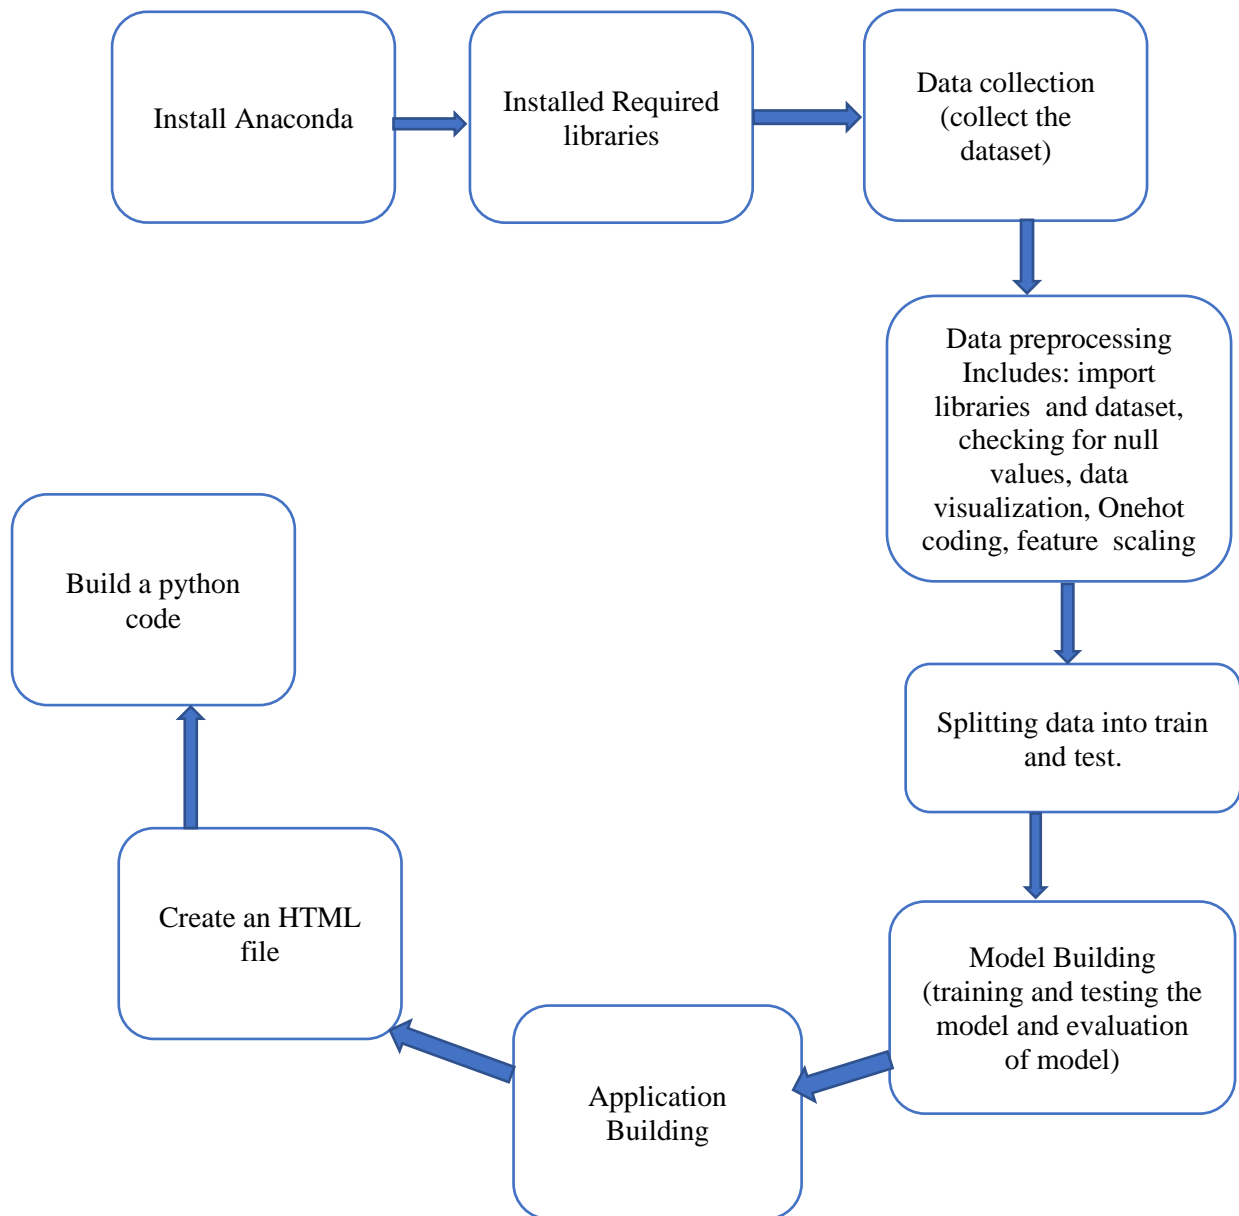 Install Anaconda
Installed Required
libraries
Data collection
(collect the
dataset)
Data preprocessing
Includes: import
libraries  and dataset,
checking for null
values, data
visualization, Onehot
coding, feature  scaling
Splitting data into train
and test.
Model Building
(training and testing the
model and evaluation
of model)
Application
Building
Create an HTML
file
Build a python
code